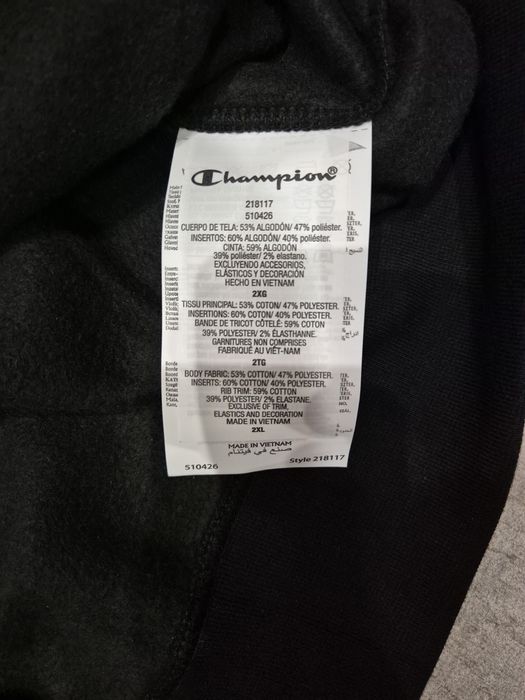 Champion®
218117
510426
CUERPO DE TELA: 53% ALGODÓN/ 47% poliéster.
INSERTOS: 60% ALGODÓN/ 40% poliéster.
CINTA: 59% ALGODÓN
39% poliéster/ 2% elastano.
EXCLUYENDO ACCESORIOS,
ELÁSTICOS Y DECORACIÓN
HECHO EN VIETNAM
2XG
TISSU PRINCIPAL: 53% COTON/ 47% POLYESTER.
INSERTIONS: 60% COTON/ 40% POLYESTER.
BANDE DE TRICOT CÔTELÉ: 59% COTON
39% POLYESTER/ 2% ÉLASTHANNE.
GARNITURES NON COMPRISES
FABRIQUÉ AU VIÊT-NAM
2TG
BODY FABRIC: 53% COTTON/ 47% POLYESTER.
INSERTS: 60% COTTON/ 40% POLYESTER.
RIB TRIM: 59% COTTON
39% POLYESTER/ 2% ELASTANE.
EXCLUSIVE OF TRIM,
ELASTICS AND DECORATION
MADE IN VIETNAM
2XL
MADE IN VIETNAM
صنع في فيتنام
510426 Style 218117